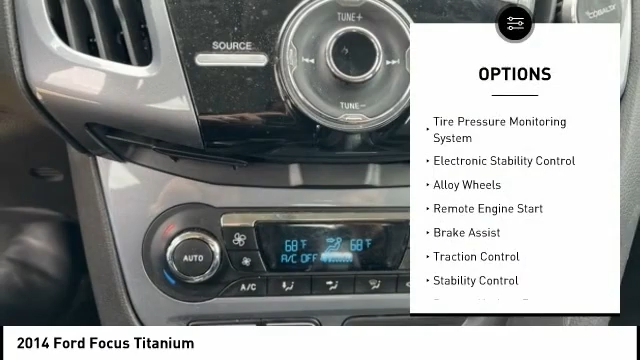 TUNE+
SOURCE
TUNE–
AUTO
68°F
68°F
A/C OFF
A/C
COBALT
OPTIONS
Tire Pressure Monitoring
System
Electronic Stability Control
Alloy Wheels
Remote Engine Start
Brake Assist
Traction Control
Stability Control
2014 Ford Focus Titanium